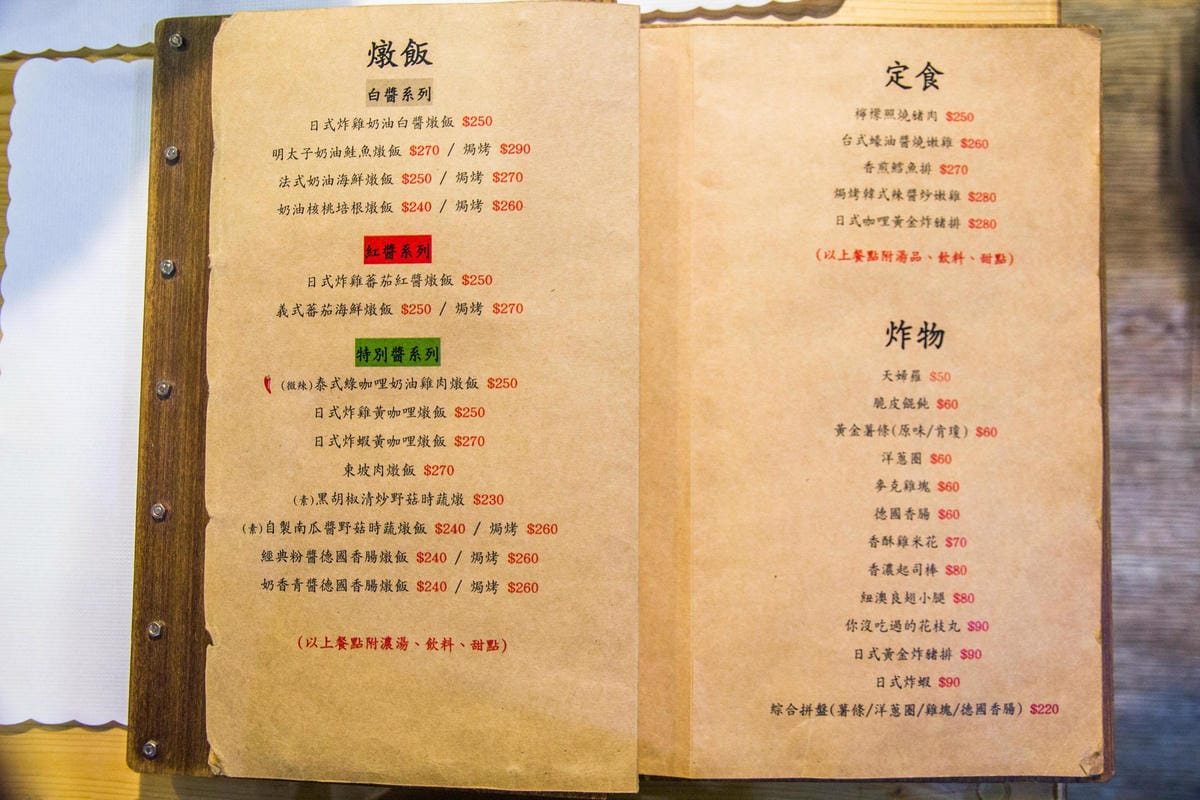 燉飯
白醬系列
日式炸雞奶油白醬燉飯 $250
明太子奶油鮭魚燉飯 $270 / 焗烤 $290
法式奶油海鮮燉飯 $250 / 焗烤 $270
奶油核桃培根燉飯 $240 / 焗烤 $260
紅醬系列
日式炸雞蕃茄紅醬燉飯 $250
義式蕃茄海鮮燉飯 $250 / 焗烤 $270
特別醬系列
(微辣)泰式綠咖哩奶油雞肉燉飯 $250
日式炸雞黃咖哩燉飯 $250
日式炸蝦黃咖哩燉飯 $270
東坡肉燉飯 $270
(素)黑胡椒清炒野菇時蔬燉 $230
(素)自製南瓜醬野菇時蔬燉飯 $240 / 焗烤 $260
經典粉醬德國香腸燉飯 $240 / 焗烤 $260
奶香青醬德國香腸燉飯 $240 / 焗烤 $260
(以上餐點附濃湯、飲料、甜點)
定食
檸檬照燒豬肉 $250
台式蠔油醬燒嫩雞 $260
香煎鱈魚排 $270
焗烤韓式辣醬炒嫩雞 $280
日式咖哩黃金炸豬排 $280
(以上餐點附湯品、飲料、甜點)
炸物
天婦羅 $50
脆皮餛飩 $60
黃金薯條(原味/肯瓊) $60
洋蔥圈 $60
麥克雞塊 $60
德國香腸 $60
香酥雞米花 $70
香濃起司棒 $80
紐澳良翅小腿 $80
你沒吃過的花枝丸 $90
日式黃金炸豬排 $90
日式炸蝦 $90
綜合拼盤(薯條/洋蔥圈/雞塊/德國香腸) $220